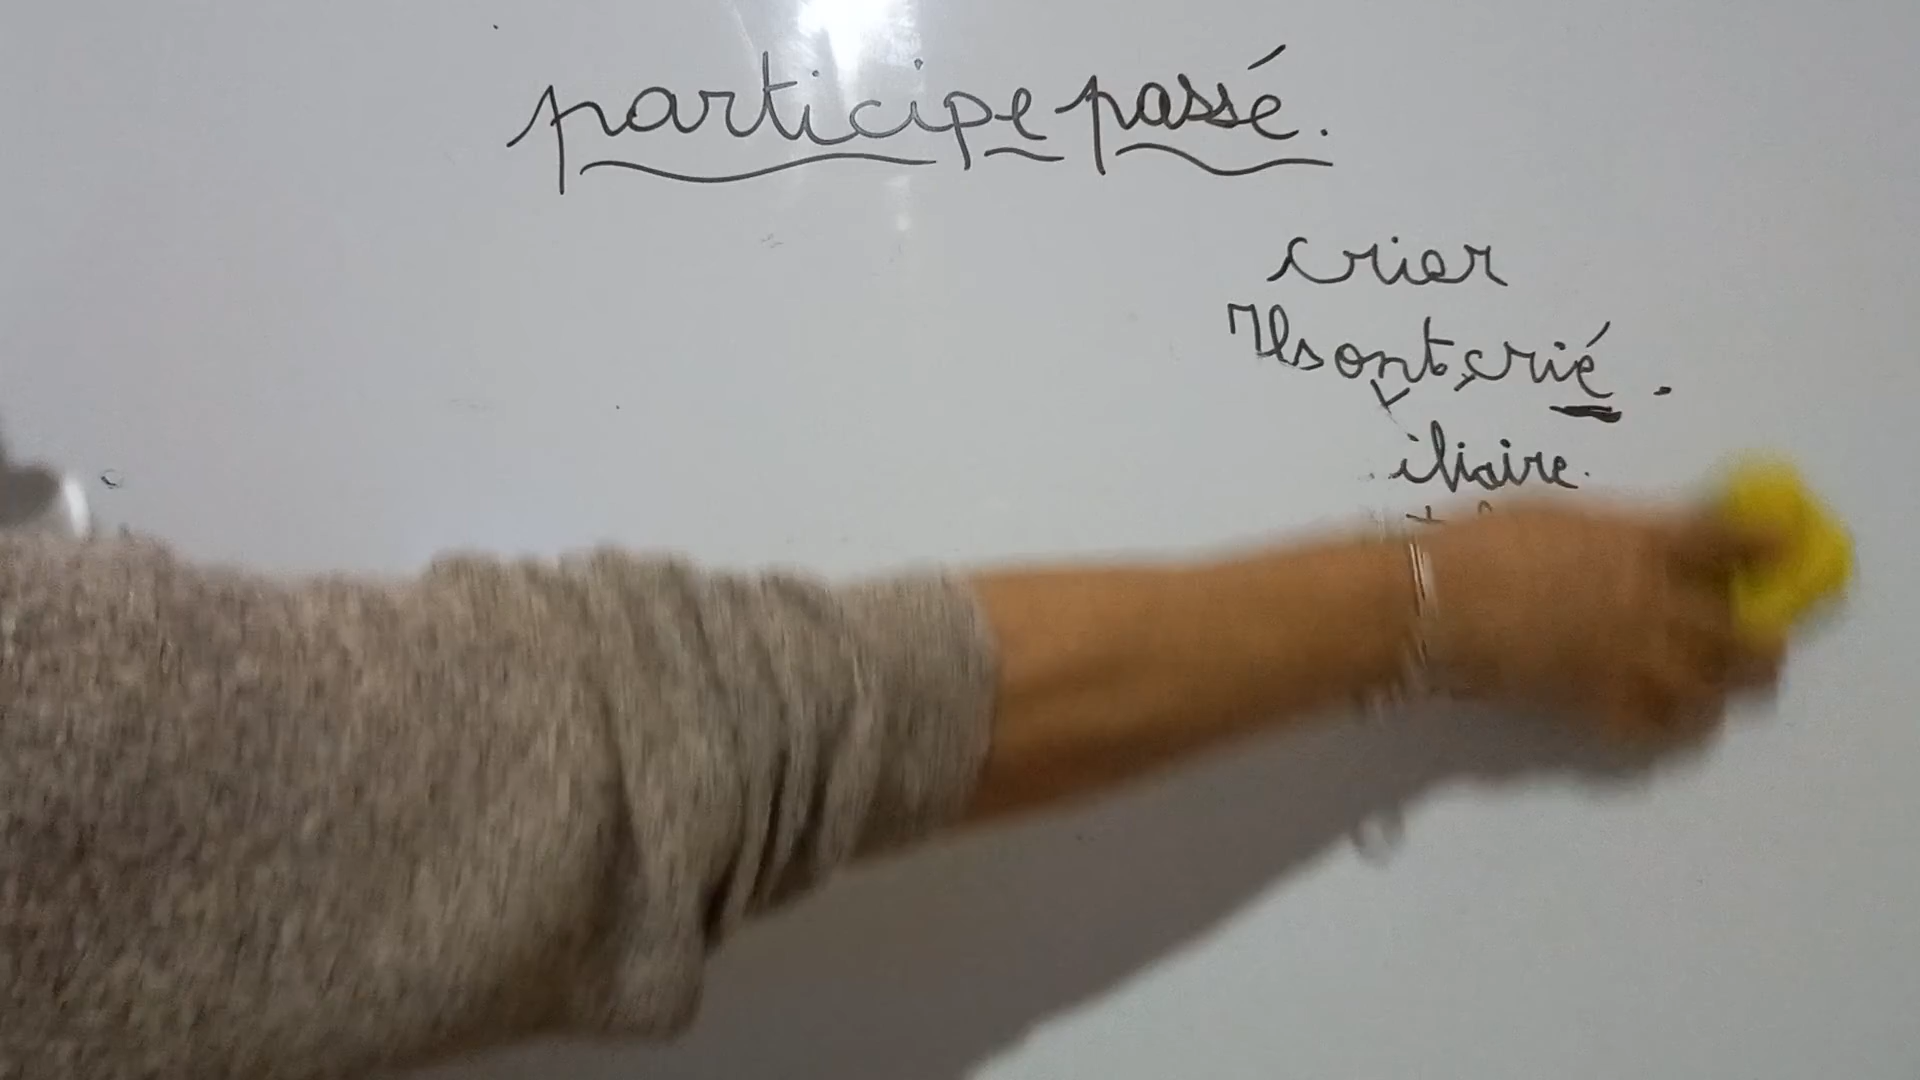 participe passé.
crier
Ils ont crié.
iliaire.